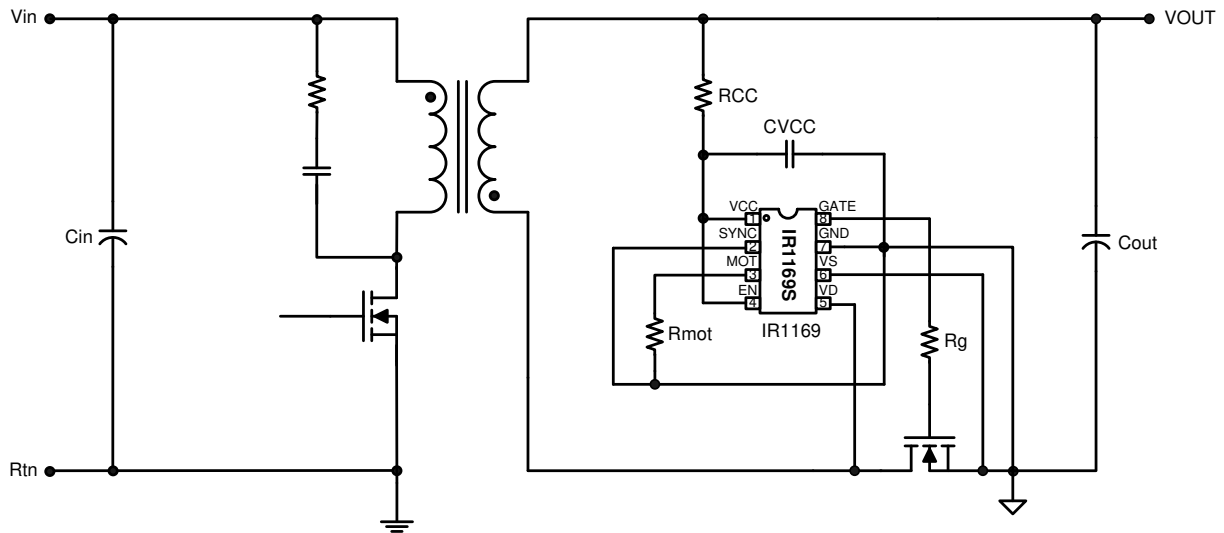 Vin
VOUT
RCC
CVCC
VCC
GATE
1
8
SYNC
GND
2
7
MOT
VS
3
6
EN
VD
4
5
IR1169S
IR1169
Cin
Cout
Rmot
Rg
Rtn